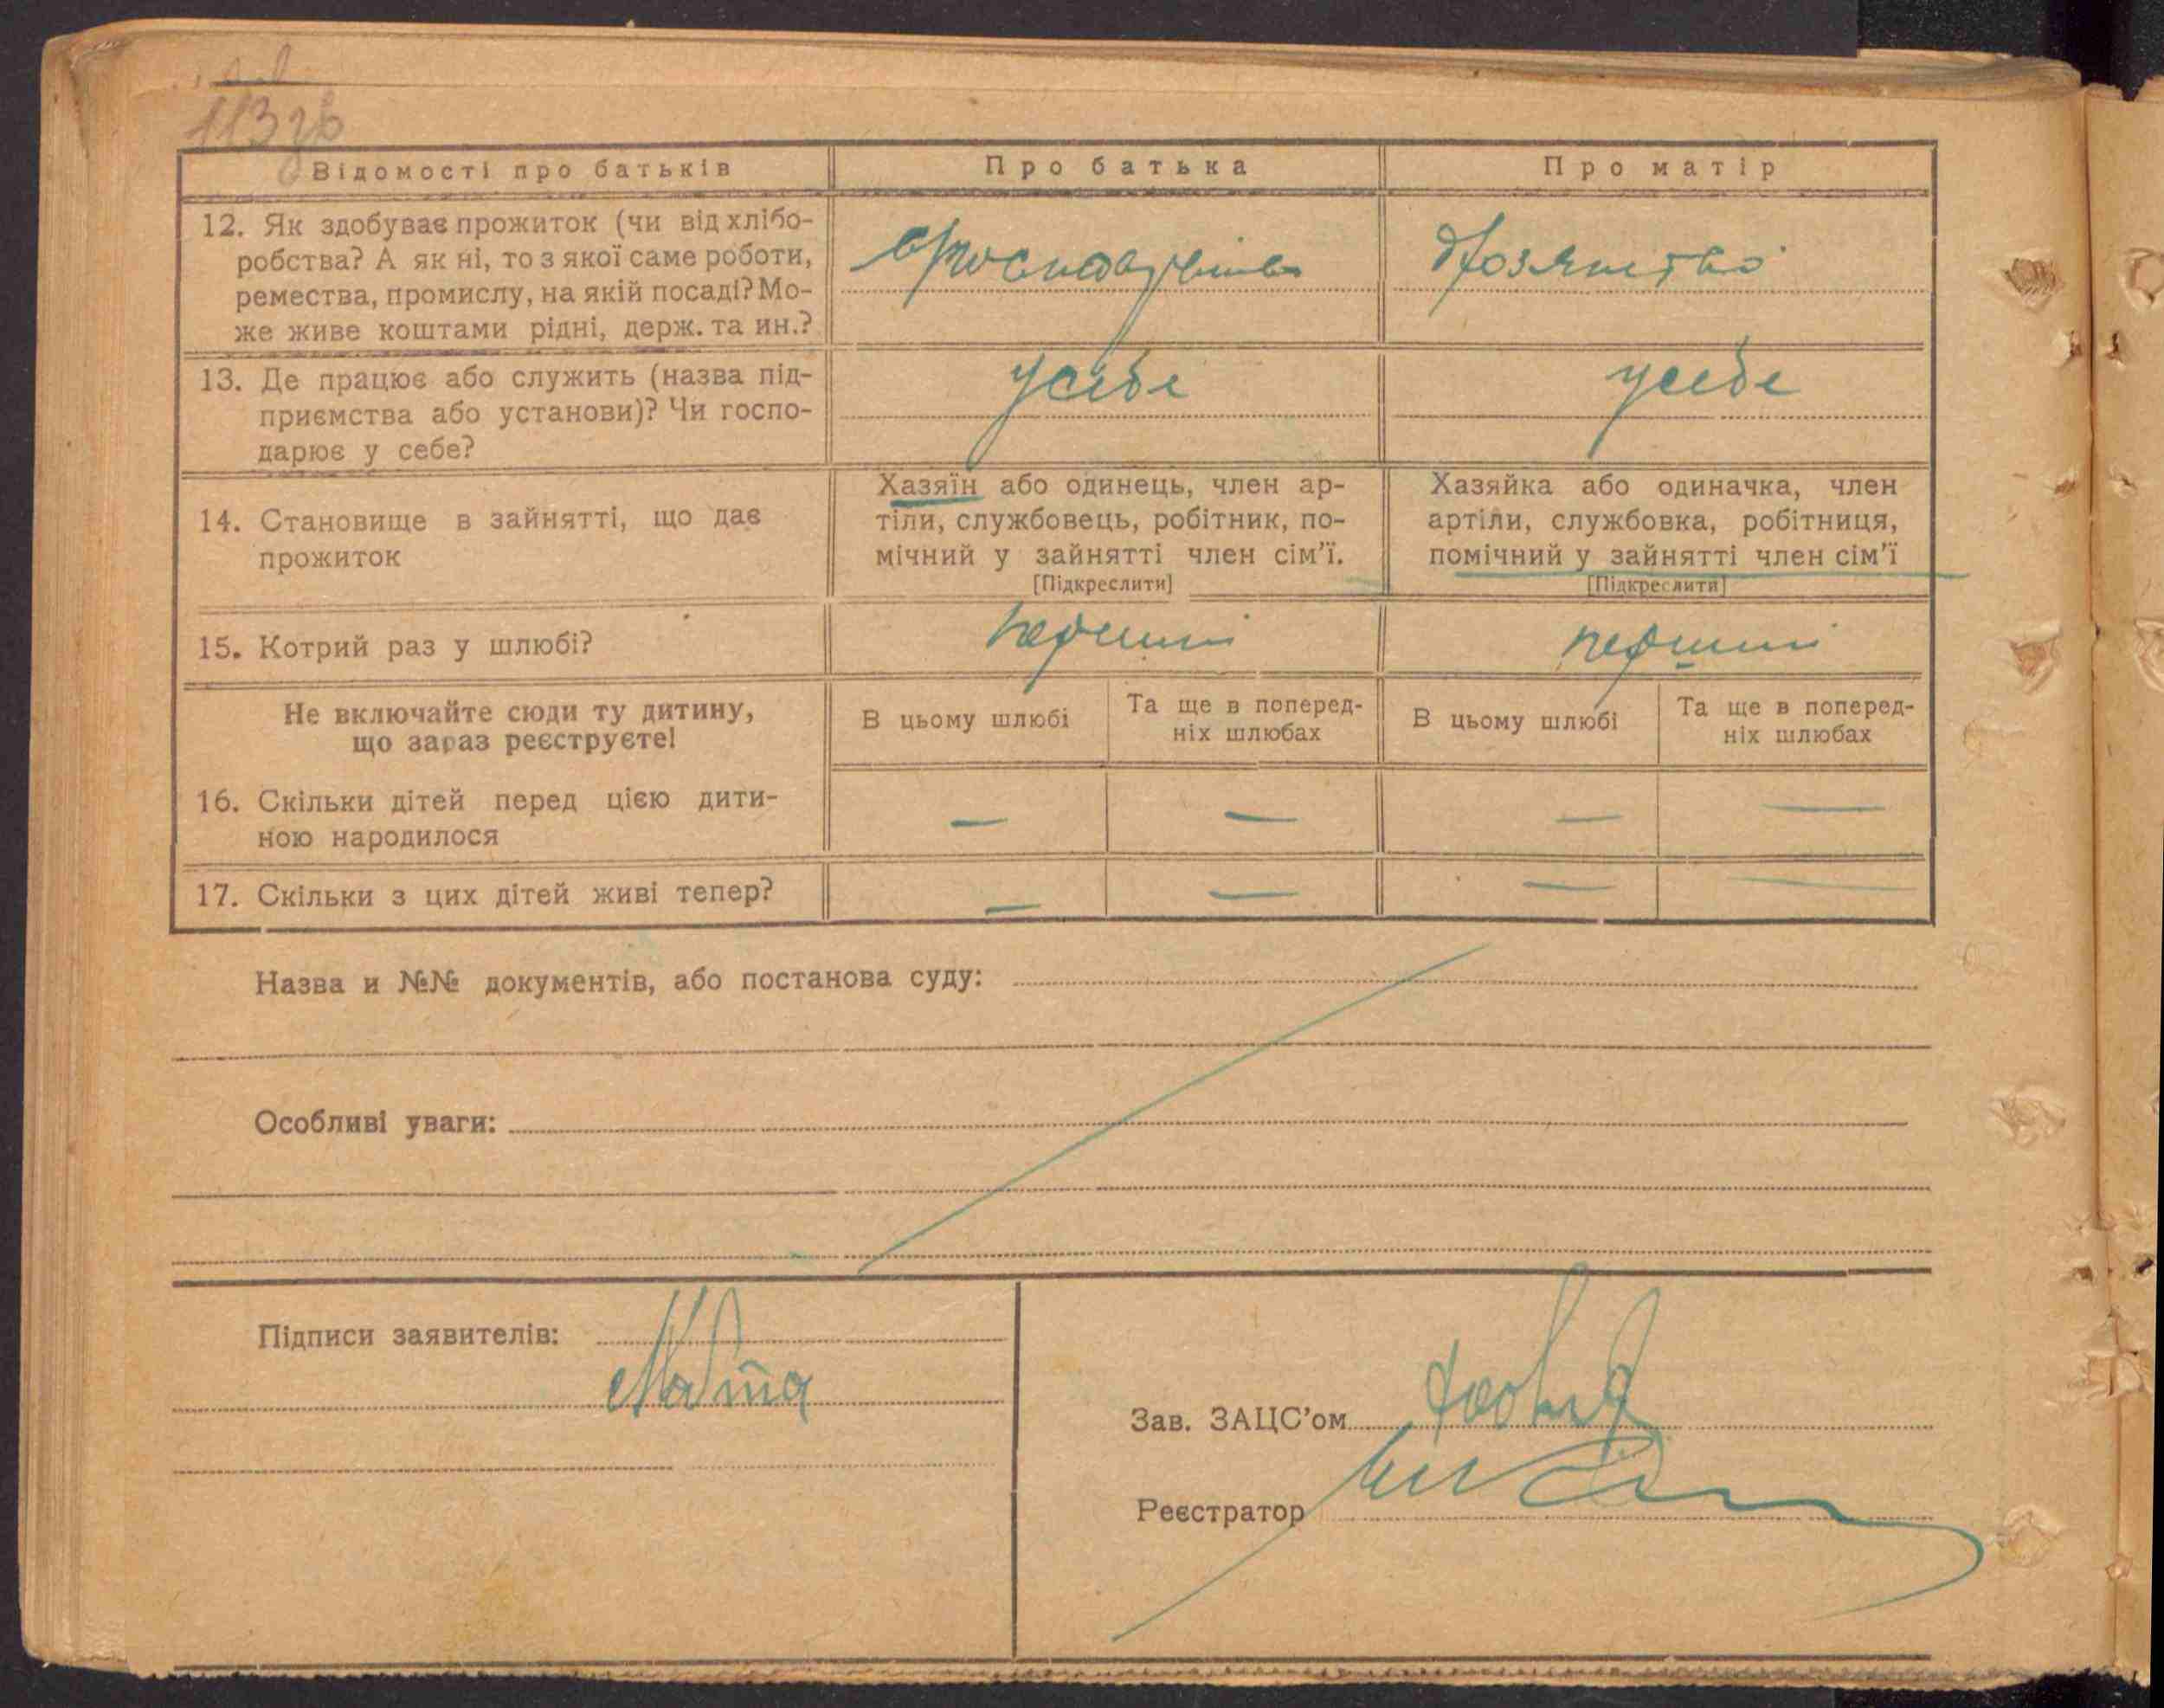 113 зв
Відомості про батьків
Про батька
Про матір
12. Як здобуває прожиток (чи від хлібо-
робства? А як ні, то з якої саме роботи,
ремества, промислу, на якій посаді? Мо-
же живе коштами рідні, держ. та ин.?
Хозяйство
13. Де працює або служить (назва під-
приємства або установи)? Чи госпо-
дарює у себе?
у себе
у себе
14. Становище в зайнятті, що дає
прожиток
Хазяїн або одинець, член ар-
тіли, службовець, робітник, по-
мічний у зайнятті член сім'ї.
[Підкреслити]
Хазяйка або одиначка, член
артіли, службовка, робітниця,
помічний у зайнятті член сім'ї
[Підкреслити]
15. Котрий раз у шлюбі?
перший
перший
Не включайте сюди ту дитину,
що зараз реєструєте!
В цьому шлюбі
Та ще в поперед-
ніх шлюбах
В цьому шлюбі
Та ще в поперед-
ніх шлюбах
16. Скільки дітей перед цією дити-
ною народилося
— — — —
17. Скільки з цих дітей живі тепер?
— — — —
Назва и №№ документів, або постанова суду:
Особливі уваги:
Підписи заявителів:
Зав. ЗАЦС'ом
Реєстратор